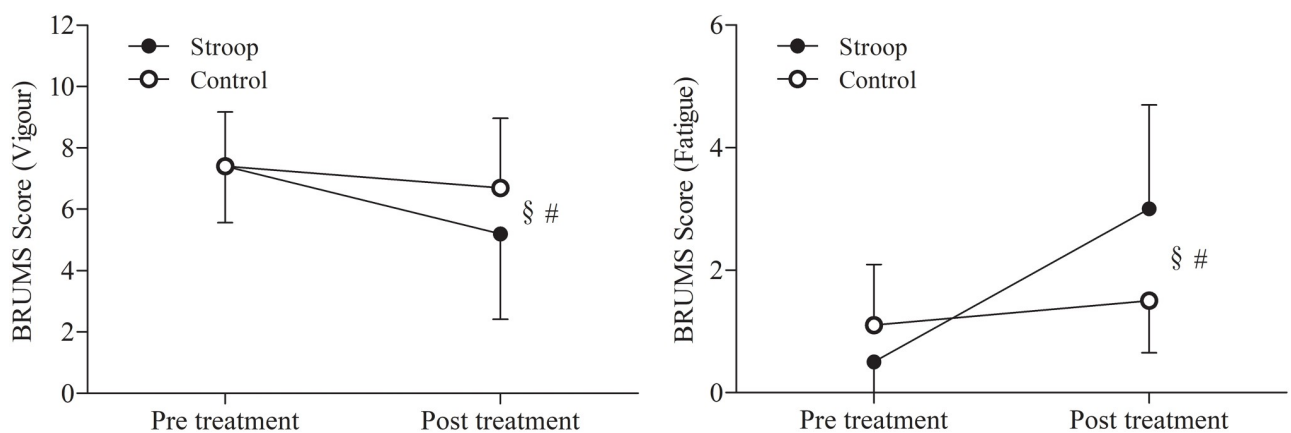 BRUMS Score (Vigour)
12
10
8
6
4
2
0
Stroop
Control
§ #
Pre treatment
Post treatment
BRUMS Score (Fatigue)
6
4
2
0
Stroop
Control
§ #
Pre treatment
Post treatment